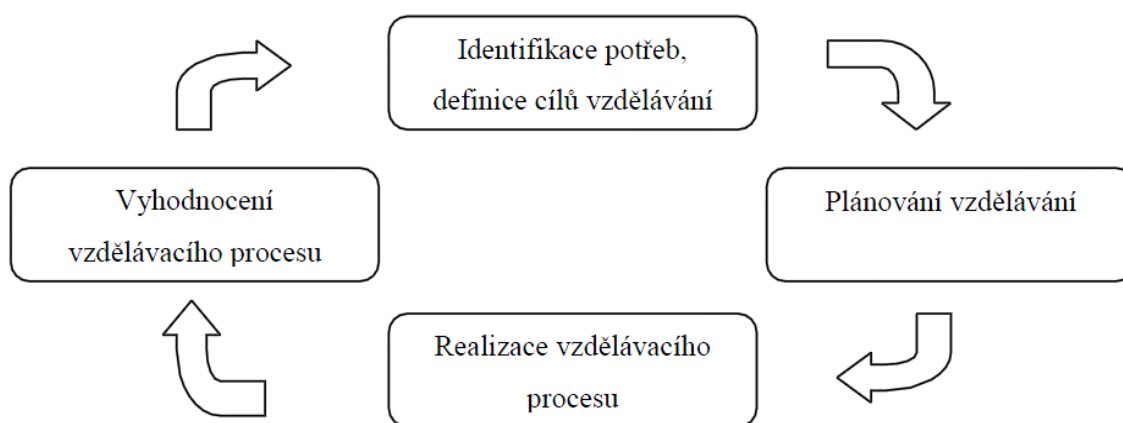 Identifikace potřeb,
definice cílů vzdělávání
Plánování vzdělávání
Realizace vzdělávacího
procesu
Vyhodnocení
vzdělávacího procesu